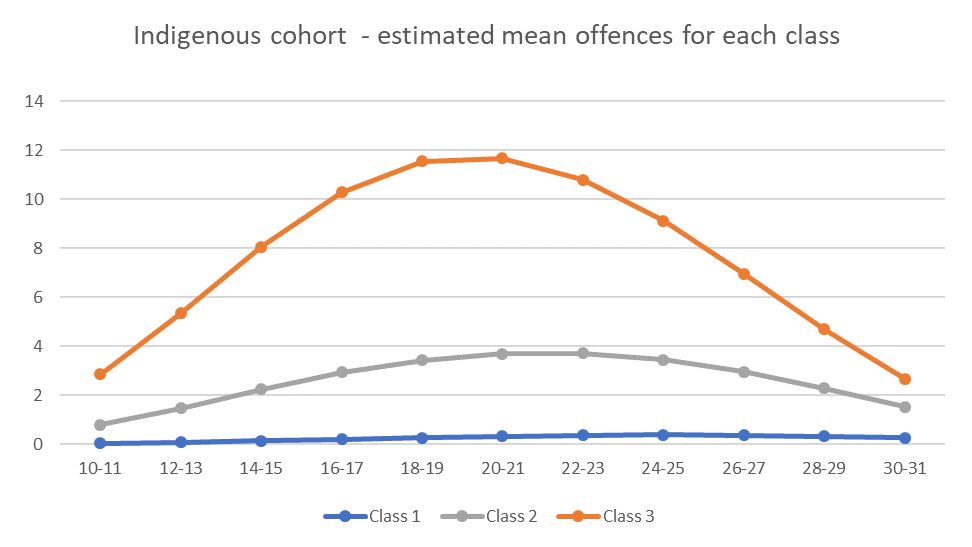 Indigenous cohort - estimated mean offences for each class
14
12
10
8
6
4
2
0
10-11 12-13 14-15 16-17 18-19 20-21 22-23 24-25 26-27 28-29 30-31
Class 1 Class 2 Class 3